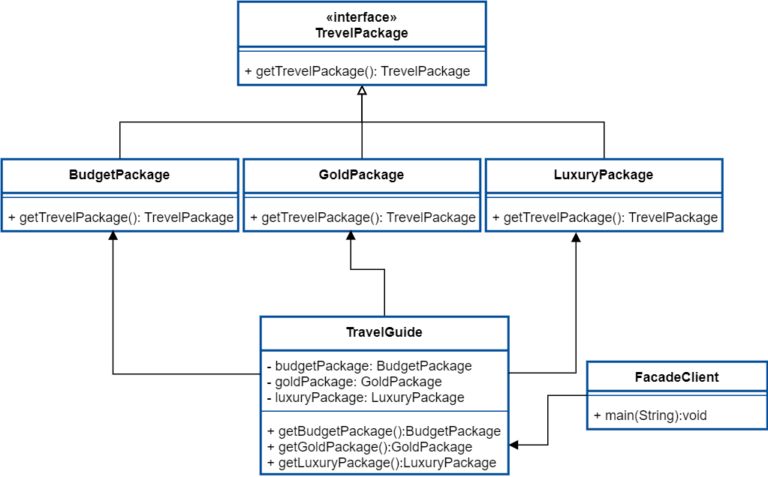 «interface»
TrevelPackage
+ getTrevelPackage(): TrevelPackage
BudgetPackage
+ getTrevelPackage(): TrevelPackage
GoldPackage
+ getTrevelPackage(): TrevelPackage
LuxuryPackage
+ getTrevelPackage(): TrevelPackage
TravelGuide
- budgetPackage: BudgetPackage
- goldPackage: GoldPackage
- luxuryPackage: LuxuryPackage
+ getBudgetPackage():BudgetPackage
+ getGoldPackage():GoldPackage
+ getLuxuryPackage():LuxuryPackage
FacadeClient
+ main(String):void